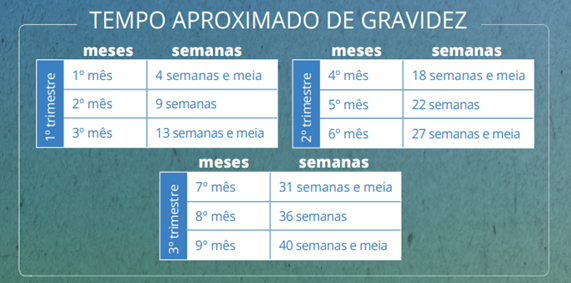 TEMPO APROXIMADO DE GRAVIDEZ
meses semanas
1º trimestre
1º mês 4 semanas e meia
2º mês 9 semanas
3º mês 13 semanas e meia
meses semanas
2º trimestre
4º mês 18 semanas e meia
5º mês 22 semanas
6º mês 27 semanas e meia
meses semanas
3º trimestre
7º mês 31 semanas e meia
8º mês 36 semanas
9º mês 40 semanas e meia